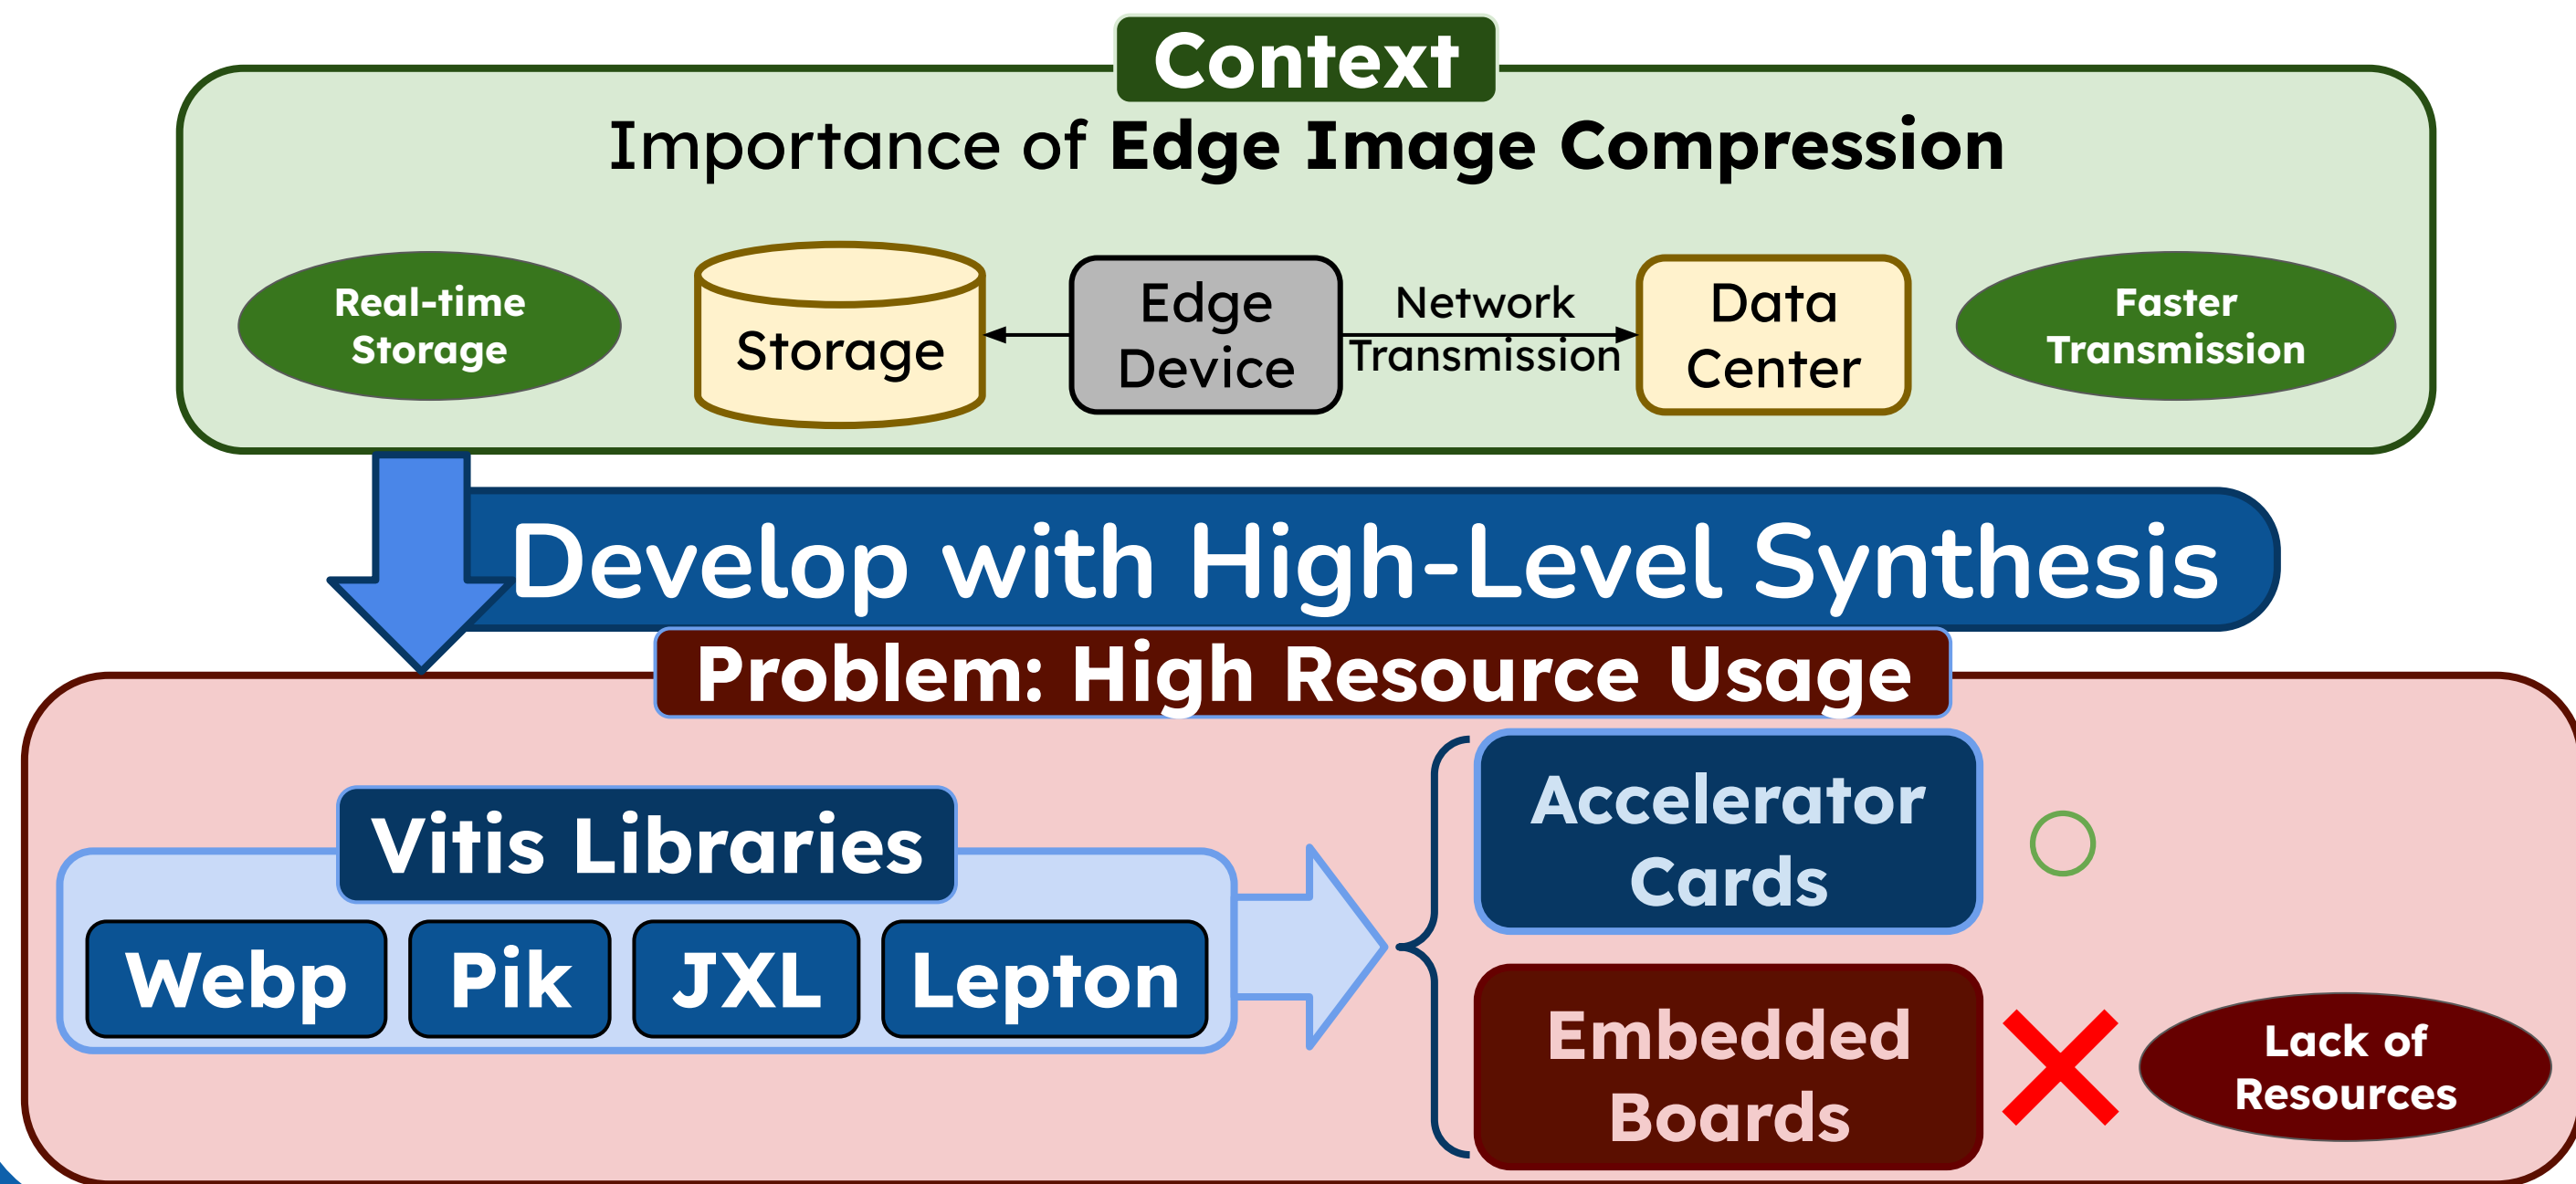 Context
Importance of Edge Image Compression
Real-time
Storage
Storage
Edge
Device
Network
Transmission
Data
Center
Faster
Transmission
Develop with High-Level Synthesis
Problem: High Resource Usage
Vitis Libraries
Webp
Pik
JXL
Lepton
Accelerator
Cards
Embedded
Boards
Lack of
Resources